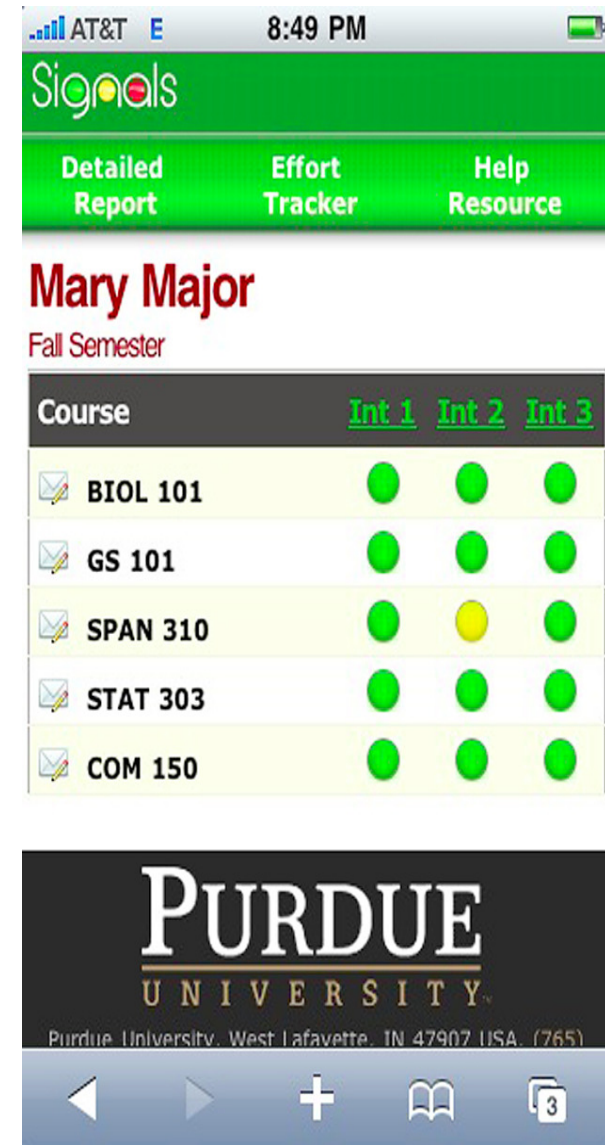 AT&T E 8:49 PM
Signals
Detailed Report Effort Tracker Help Resource
Mary Major
Fall Semester
Course Int 1 Int 2 Int 3
BIOL 101
GS 101
SPAN 310
STAT 303
COM 150
PURDUE
UNIVERSITY
Purdue University, West Lafayette, IN 47907 USA, (765)
3